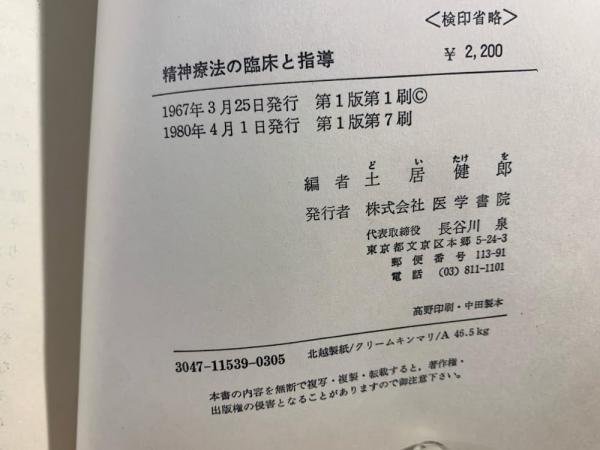 ＜検印省略＞
精神療法の臨床と指導
¥ 2,200
1967年3月25日発行 第1版第1刷©
1980年4月1日発行 第1版第7刷
どい たけを
編者 土居健郎
発行者 株式会社 医学書院
代表取締役 長谷川 泉
東京都文京区本郷 5-24-3
郵便番号 113-91
電話 (03) 811-1101
高野印刷・中田製本
3047-11539-0305 北越製紙/クリームキンマリ/A 46.5kg
本書の内容を無断で複写・複製・転載すると，著作権・
出版権の侵害となることがありますので御注意下さい。